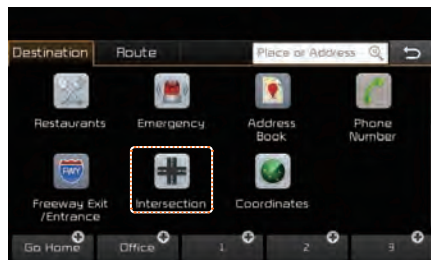 Destination Route Place or Address
Restaurants Emergency Address Book Phone Number
FWY
Freeway Exit /Entrance Intersection Coordinates
Go Home Office 1 2 3